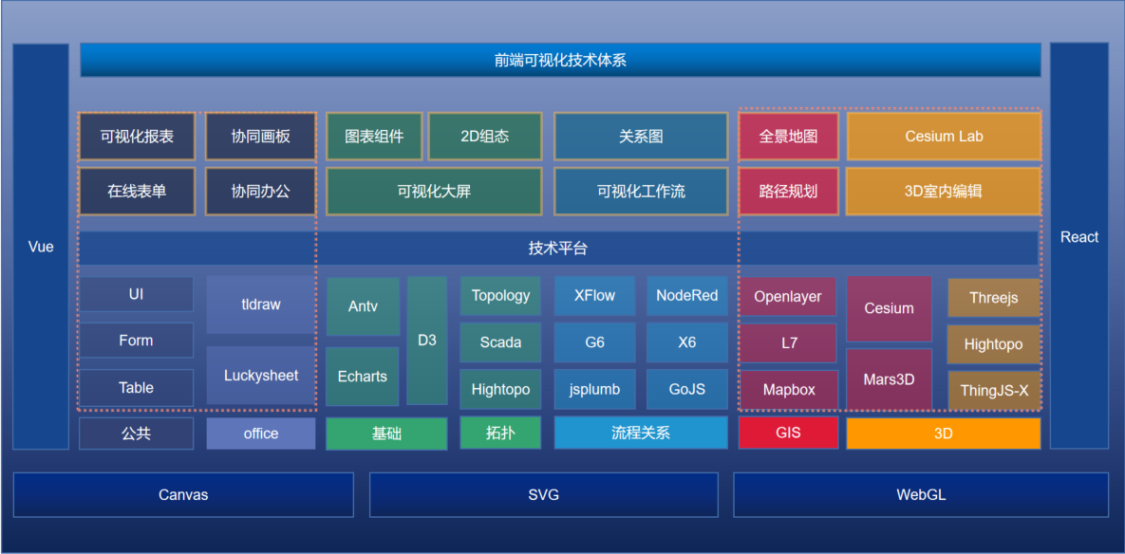 前端可视化技术体系
Vue
React
可视化报表
协同画板
图表组件
2D组态
关系图
全景地图
Cesium Lab
在线表单
协同办公
可视化大屏
可视化工作流
路径规划
3D室内编辑
技术平台
UI
Form
Table
tldraw
Luckysheet
Antv
Echarts
D3
Topology
Scada
Hightopo
XFlow
G6
jsplumb
NodeRed
X6
GoJS
Openlayer
L7
Mapbox
Cesium
Mars3D
Threejs
Hightopo
ThingJS-X
公共
office
基础
拓扑
流程关系
GIS
3D
Canvas
SVG
WebGL